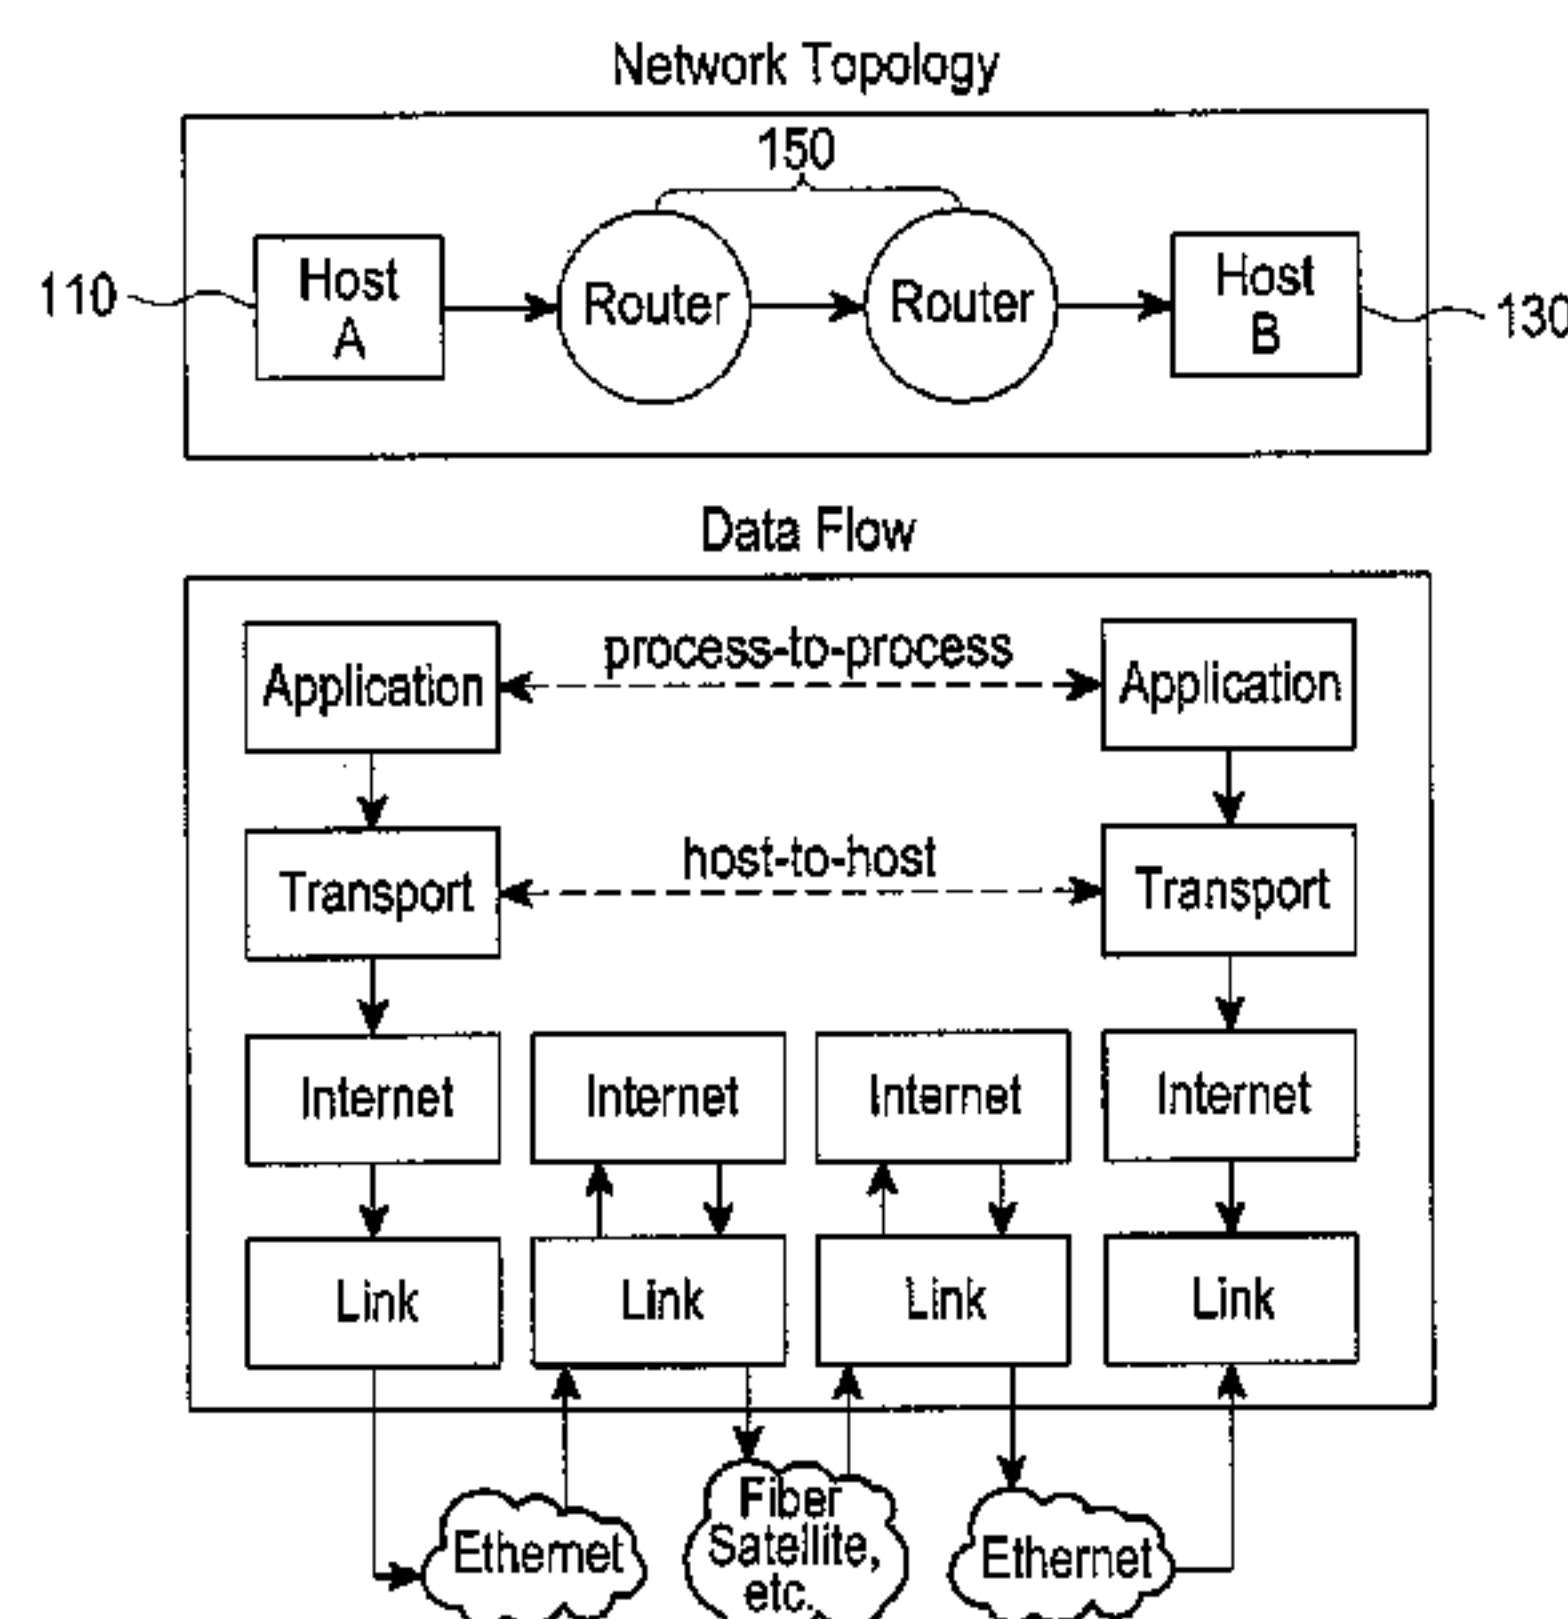 Network Topology
150
110
Host
A
Router
Router
Host
B
130
Data Flow
Application
process-to-process
Application
Transport
host-to-host
Transport
Internet
Internet
Internet
Internet
Link
Link
Link
Link
Ethernet
Fiber
Satellite,
etc.
Ethernet